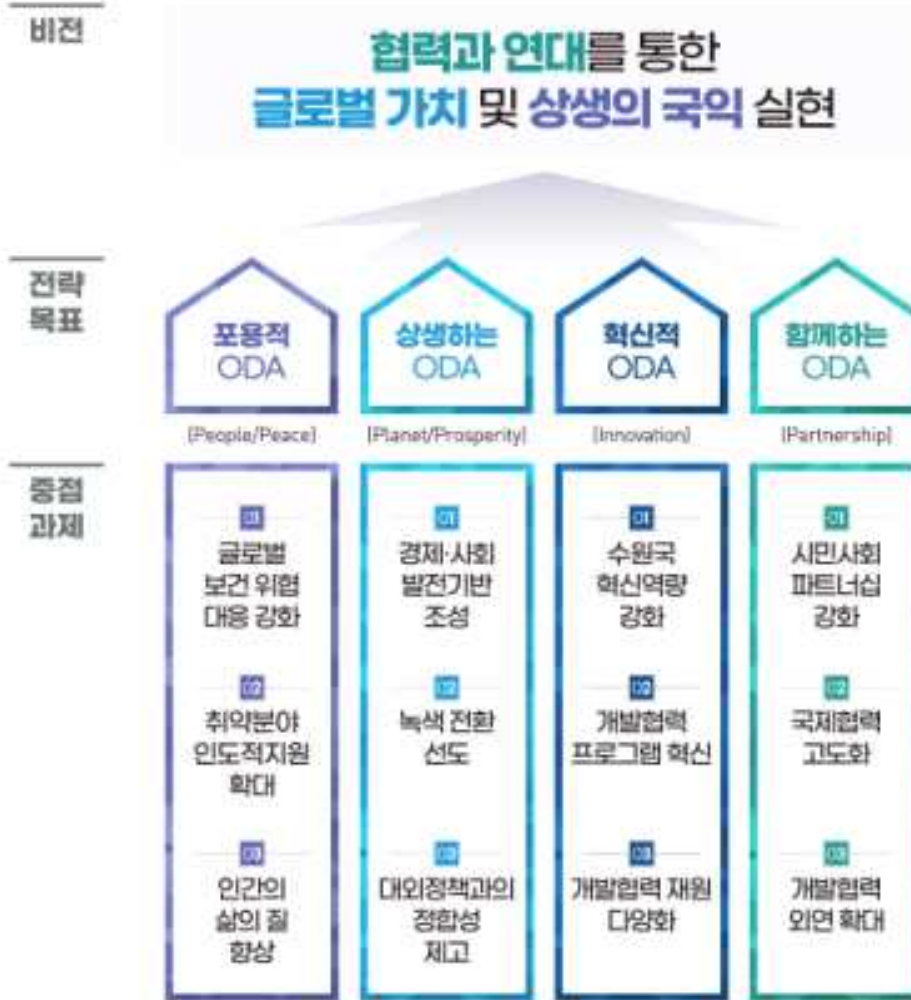 비전
협력과 연대를 통한
글로벌 가치 및 상생의 국익 실현
전략
목표
포용적
ODA
(People/Peace)
상생하는
ODA
(Planet/Prosperity)
혁신적
ODA
(Innovation)
함께하는
ODA
(Partnership)
중점
과제
01
글로벌
보건 위협
대응 강화
02
취약분야
인도적지원
확대
03
인간의
삶의 질
향상
01
경제·사회
발전기반
조성
02
녹색 전환
선도
03
대외정책과의
정합성
제고
01
수원국
혁신역량
강화
02
개발협력
프로그램 혁신
03
개발협력 재원
다양화
01
시민사회
파트너십
강화
02
국제협력
고도화
03
개발협력
외연 확대